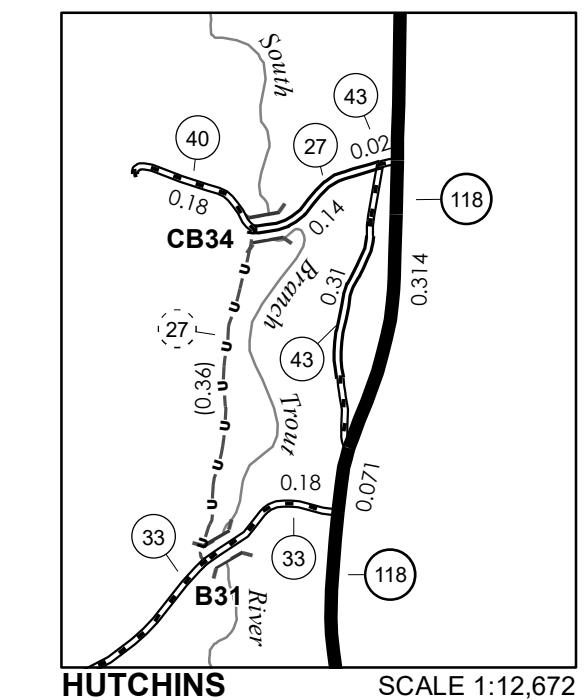 South
43
0.02
27
40
0.18
0.14
118
CB34
Branch
0.31
0.314
27
43
(0.36)
Trout
0.18
0.071
33
33
118
B31
River
HUTCHINS
SCALE 1:12,672